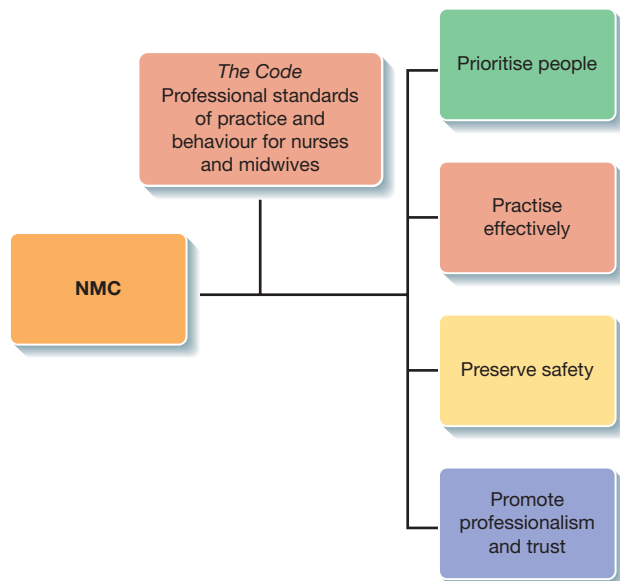 The Code
Professional standards
of practice and
behaviour for nurses
and midwives
NMC
Prioritise people
Practise
effectively
Preserve safety
Promote
professionalism
and trust